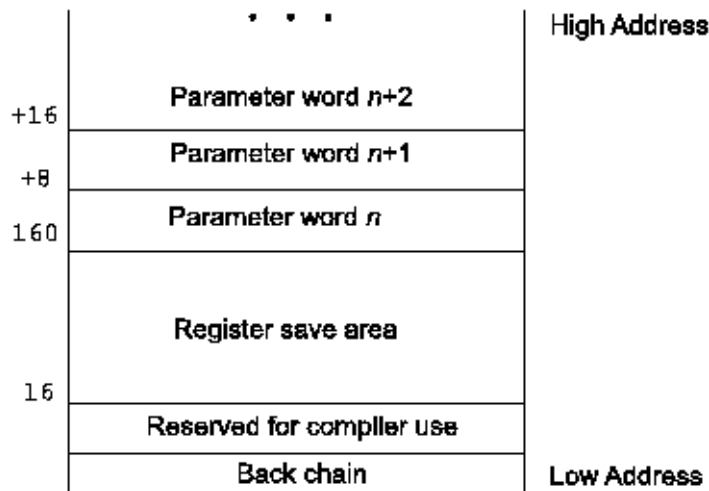 . . .
High Address
Parameter word n+2
+16
Parameter word n+1
+8
Parameter word n
160
Register save area
16
Reserved for compiler use
Back chain
Low Address